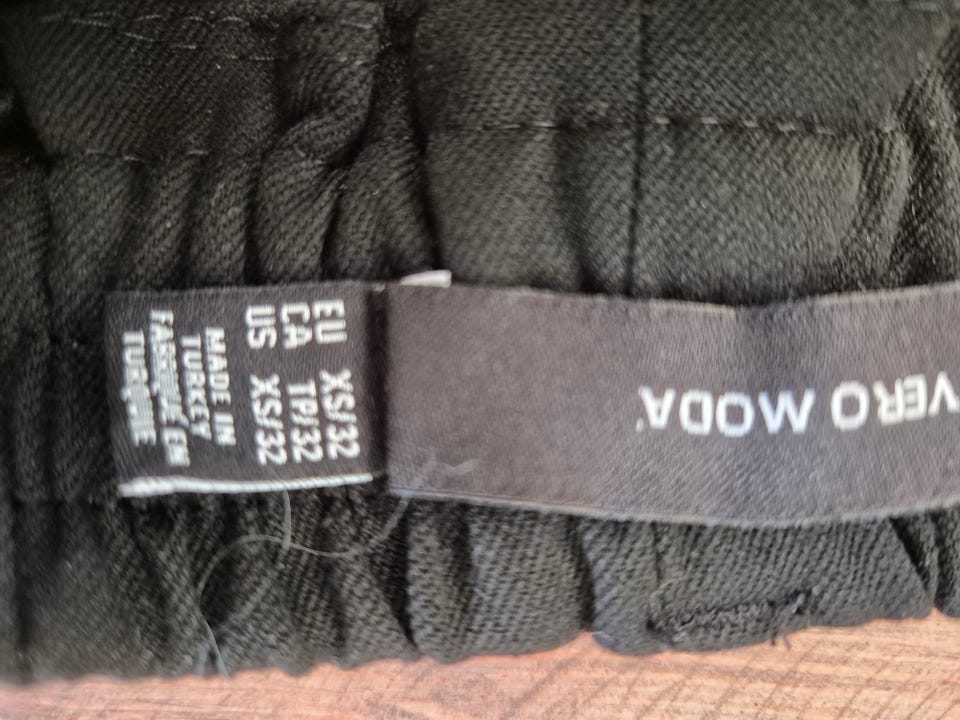 VERO MODA
EU XS/32
CA TP/32
US XS/32
MADE IN
TURKEY
FABRIQUÉ EN
TURQUIE